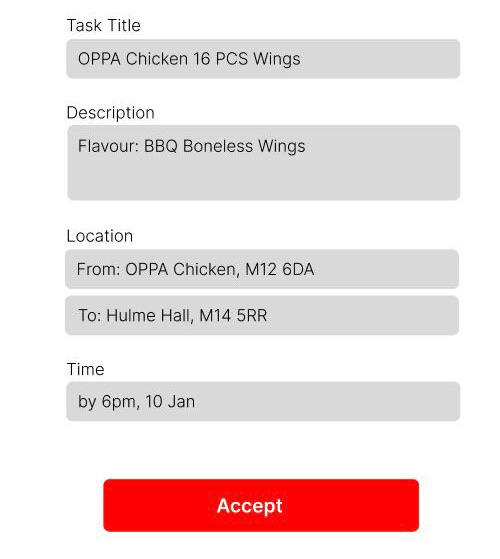 Task Title
OPPA Chicken 16 PCS Wings
Description
Flavour: BBQ Boneless Wings
Location
From: OPPA Chicken, M12 6DA
To: Hulme Hall, M14 5RR
Time
by 6pm, 10 Jan
Accept